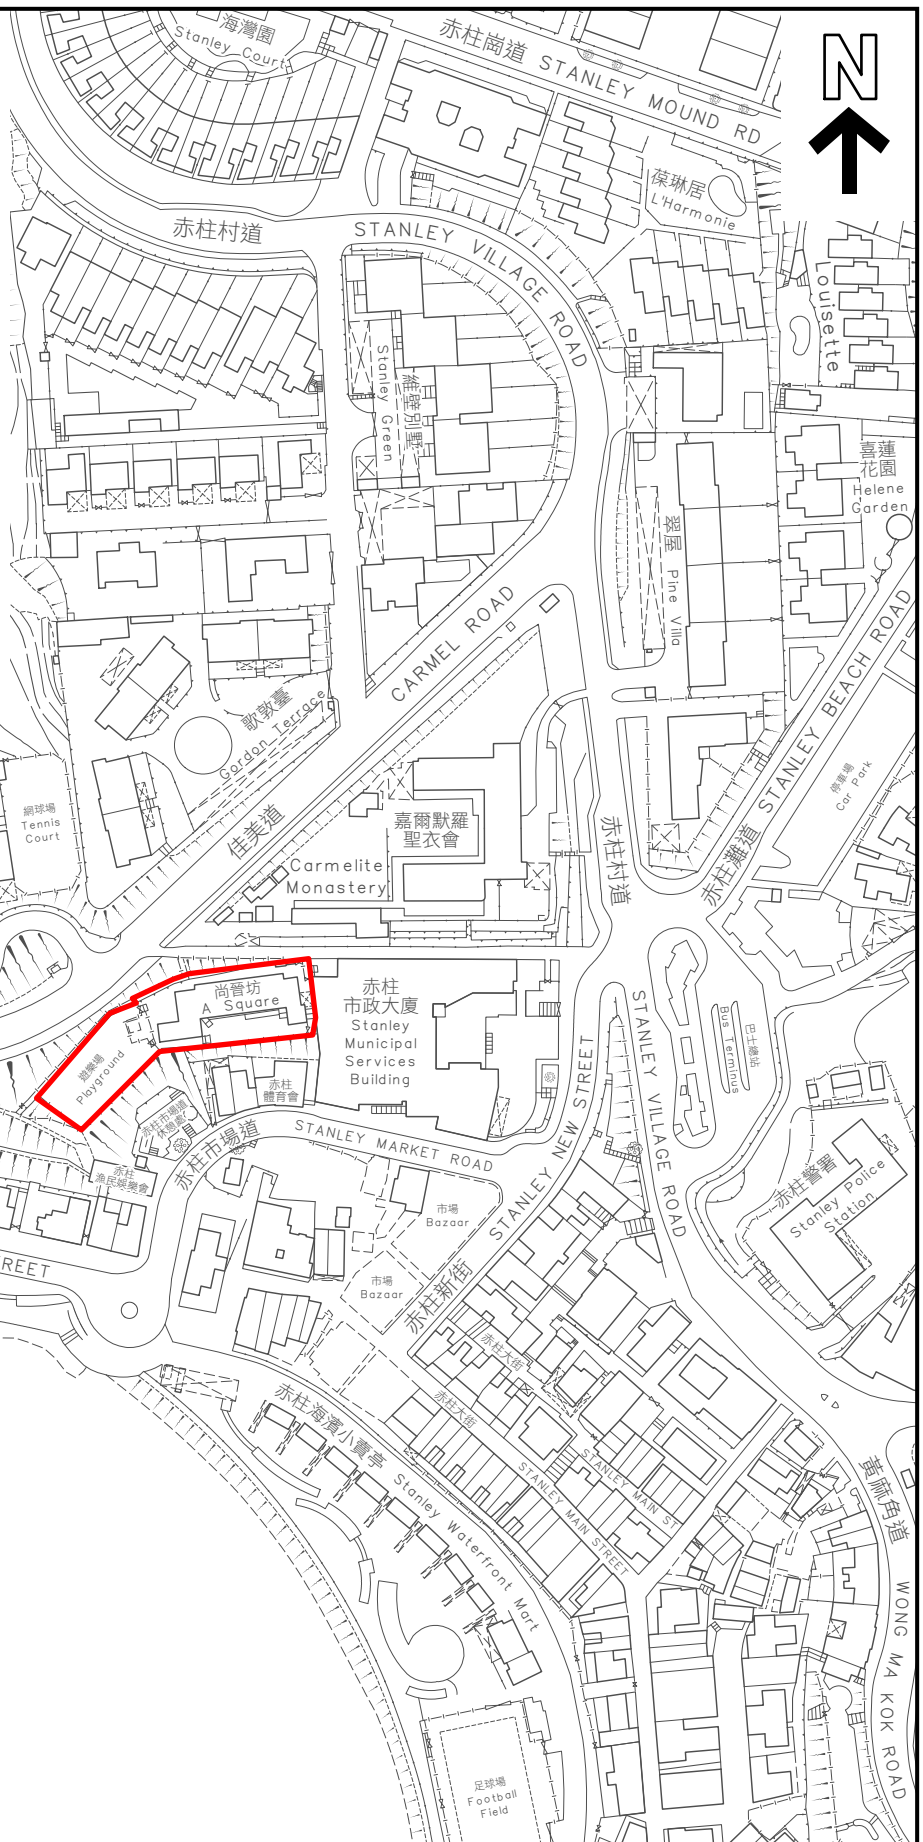 海灣園
Stanley Court
赤柱崗道 STANLEY MOUND RD
N
葆琳居
L'Harmonie
赤柱村道 STANLEY VILLAGE ROAD
Louisette
Stanley Green
維璧別墅
喜蓮
花園
Helene
Garden
翠屋 Pine Villa
CARMEL ROAD
歌敦臺
Gordon Terrace
STANLEY BEACH ROAD
赤柱灘道
停車場
Car Park
網球場
Tennis
Court
佳美道
嘉爾默羅
聖衣會
Carmelite
Monastery
赤柱村道
尚晉坊
A Square
赤柱
市政大廈
Stanley
Municipal
Services
Building
遊樂場
Playground
赤柱
體育會
赤柱市場道
休憩處
赤柱
漁民娛樂會
赤柱市場道 STANLEY MARKET ROAD
STANLEY NEW STREET
赤柱新街
STANLEY VILLAGE ROAD
巴士總站
Bus Terminus
赤柱警署
Stanley Police
Station
市場
Bazaar
市場
Bazaar
REET
赤柱大街
赤柱大街
STANLEY MAIN ST
STANLEY MAIN STREET
赤柱海濱小賣亭 Stanley Waterfront Mart
黃麻角道
WONG MA KOK ROAD
足球場
Football
Field